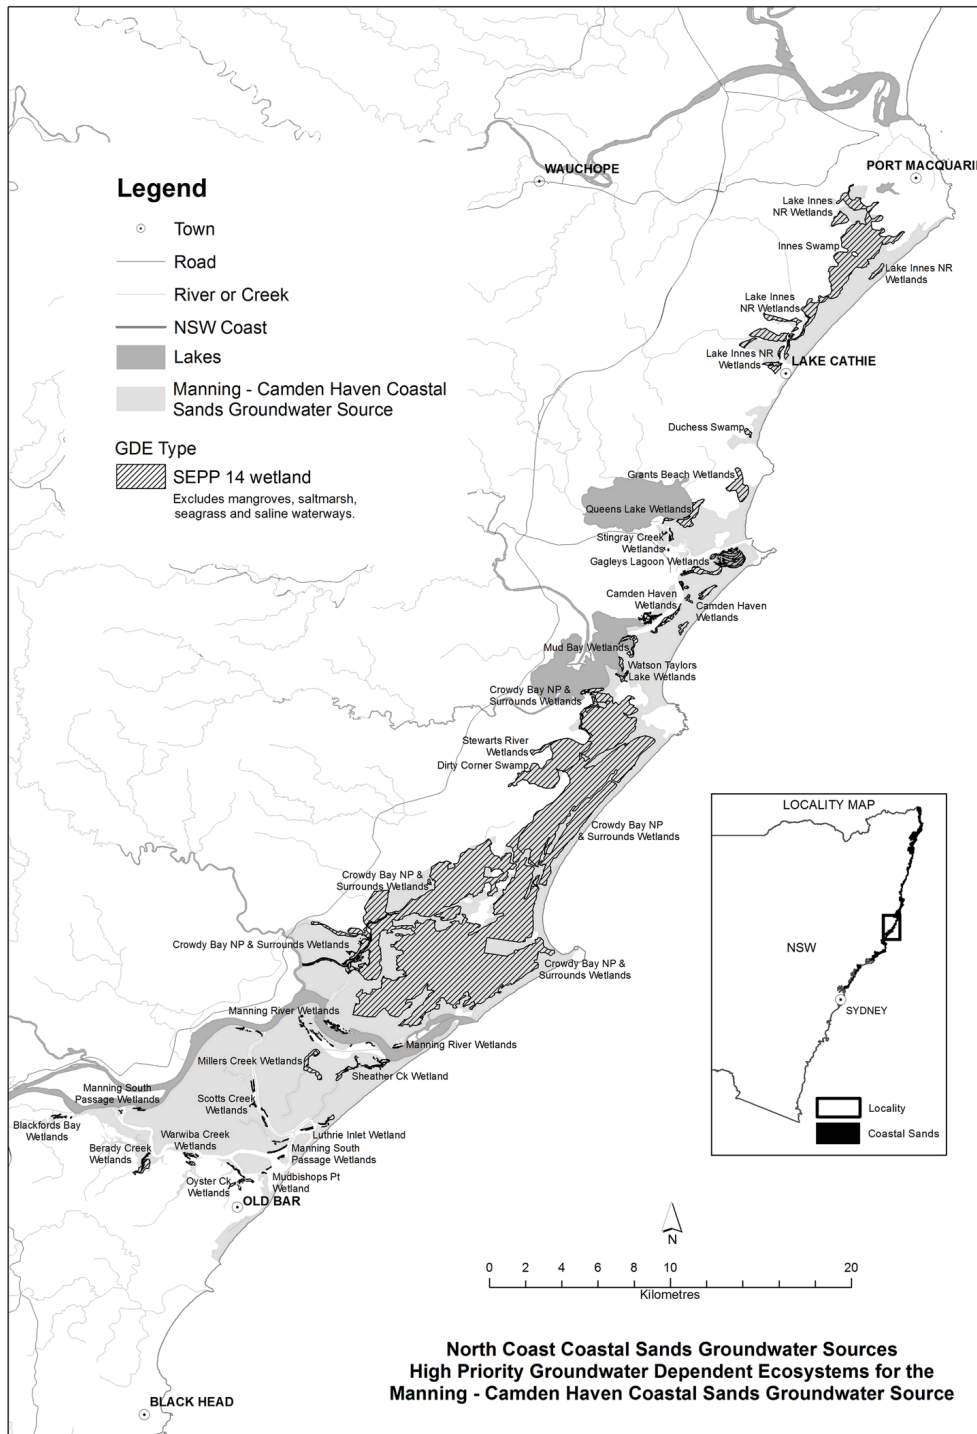 WAUCHOPE
PORT MACQUARIE
Legend
Town
Road
River or Creek
NSW Coast
Lakes
Manning - Camden Haven Coastal
Sands Groundwater Source
GDE Type
SEPP 14 wetland
Excludes mangroves, saltmarsh,
seagrass and saline waterways.
Lake Innes
NR Wetlands
Innes Swamp
Lake Innes NR
Wetlands
Lake Innes
NR Wetlands
Lake Innes NR
Wetlands
LAKE CATHIE
Duchess Swamp
Grants Beach Wetlands
Queens Lake Wetlands
Stingray Creek
Wetlands
Gagleys Lagoon Wetlands
Camden Haven
Wetlands
Camden Haven
Wetlands
Mud Bay Wetlands
Watson Taylors
Lake Wetlands
Crowdy Bay NP &
Surrounds Wetlands
Stewarts River
Wetlands
Dirty Corner Swamp
Crowdy Bay NP
& Surrounds Wetlands
Crowdy Bay NP &
Surrounds Wetlands
Crowdy Bay NP & Surrounds Wetlands
Crowdy Bay NP
& Surrounds Wetlands
Manning River Wetlands
Manning River Wetlands
Millers Creek Wetlands
Sheather Ck Wetland
Manning South
Passage Wetlands
Scotts Creek
Wetlands
Blackfords Bay
Wetlands
Luthrie Inlet Wetland
Warwiba Creek
Wetlands
Berady Creek
Wetlands
Manning South
Passage Wetlands
Oyster Ck
Wetlands
Mudbishops Pt
Wetland
OLD BAR
BLACK HEAD
LOCALITY MAP
NSW
SYDNEY
Locality
Coastal Sands
N
0 2 4 6 8 10 20
Kilometres
North Coast Coastal Sands Groundwater Sources
High Priority Groundwater Dependent Ecosystems for the
Manning - Camden Haven Coastal Sands Groundwater Source